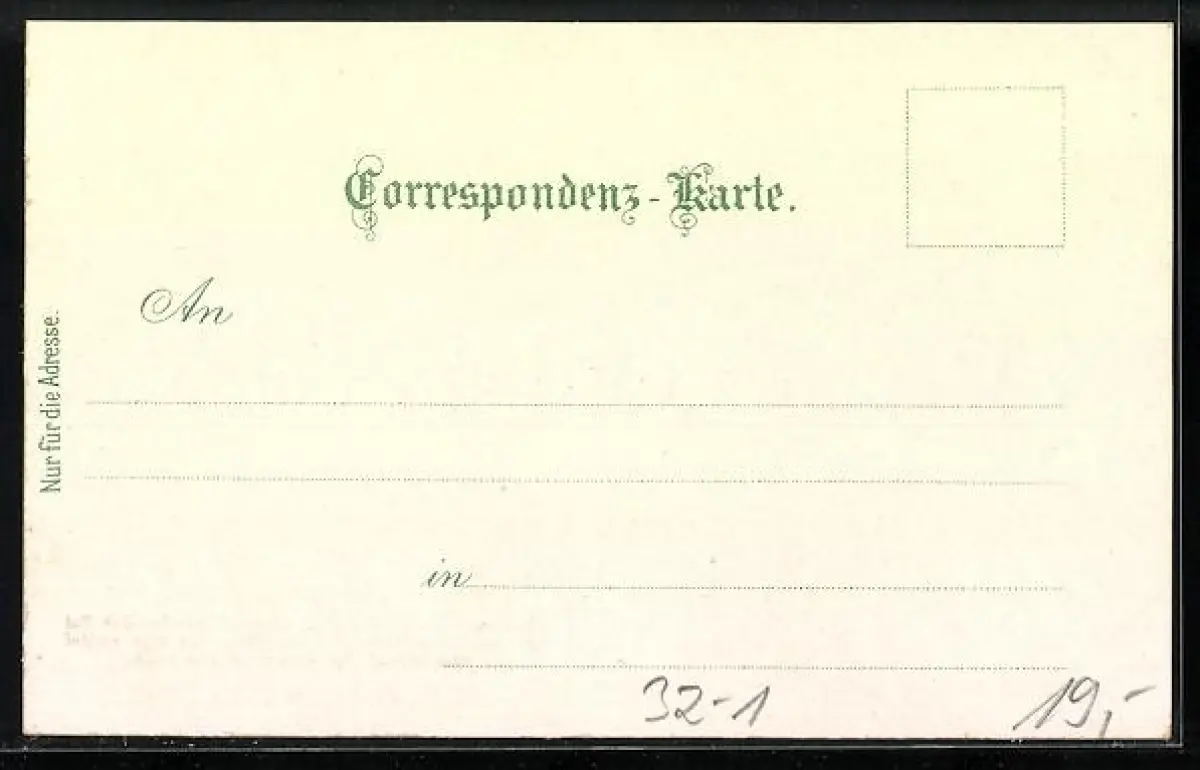 Correspondenz-Karte.
An
Nur für die Adresse.
in
32-1
19,-